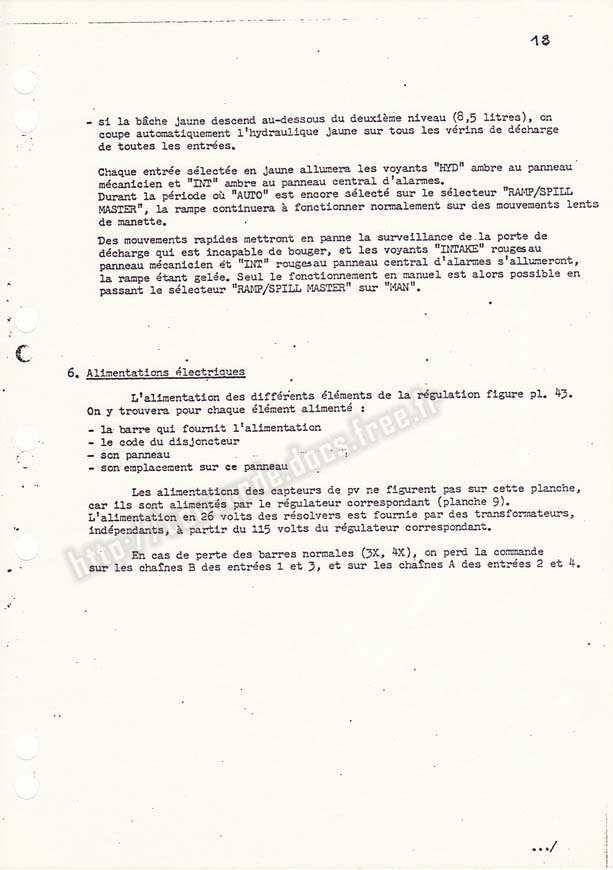 18
- si la bâche jaune descend au-dessous du deuxième niveau (8,5 litres), on
coupe automatiquement l'hydraulique jaune sur tous les vérins de décharge
de toutes les entrées.
Chaque entrée sélectée en jaune allumera les voyants "HYD" ambre au panneau
mécanicien et "INT" ambre au panneau central d'alarmes.
Durant la période où "AUTO" est encore sélecté sur le sélecteur "RAMP/SPILL
MASTER", la rampe continuera à fonctionner normalement sur des mouvements lents
de manette.
Des mouvements rapides mettront en panne la surveillance de la porte de
décharge qui est incapable de bouger, et les voyants "INTAKE" rouges au
panneau mécanicien et "INT" rouges au panneau central d'alarmes s'allumeront,
la rampe étant gelée. Seul le fonctionnement en manuel est alors possible en
passant le sélecteur "RAMP/SPILL MASTER" sur "MAN".
6. Alimentations électriques
L'alimentation des différents éléments de la régulation figure pl. 43.
On y trouvera pour chaque élément alimenté :
- la barre qui fournit l'alimentation
- le code du disjoncteur
- son panneau
- son emplacement sur ce panneau
Les alimentations des capteurs de pv ne figurent pas sur cette planche,
car ils sont alimentés par le régulateur correspondant (planche 9).
L'alimentation en 26 volts des résolvers est fournie par des transformateurs,
indépendants, à partir du 115 volts du régulateur correspondant.
En cas de perte des barres normales (3X, 4X), on perd la commande
sur les chaînes B des entrées 1 et 3, et sur les chaînes A des entrées 2 et 4.
.../